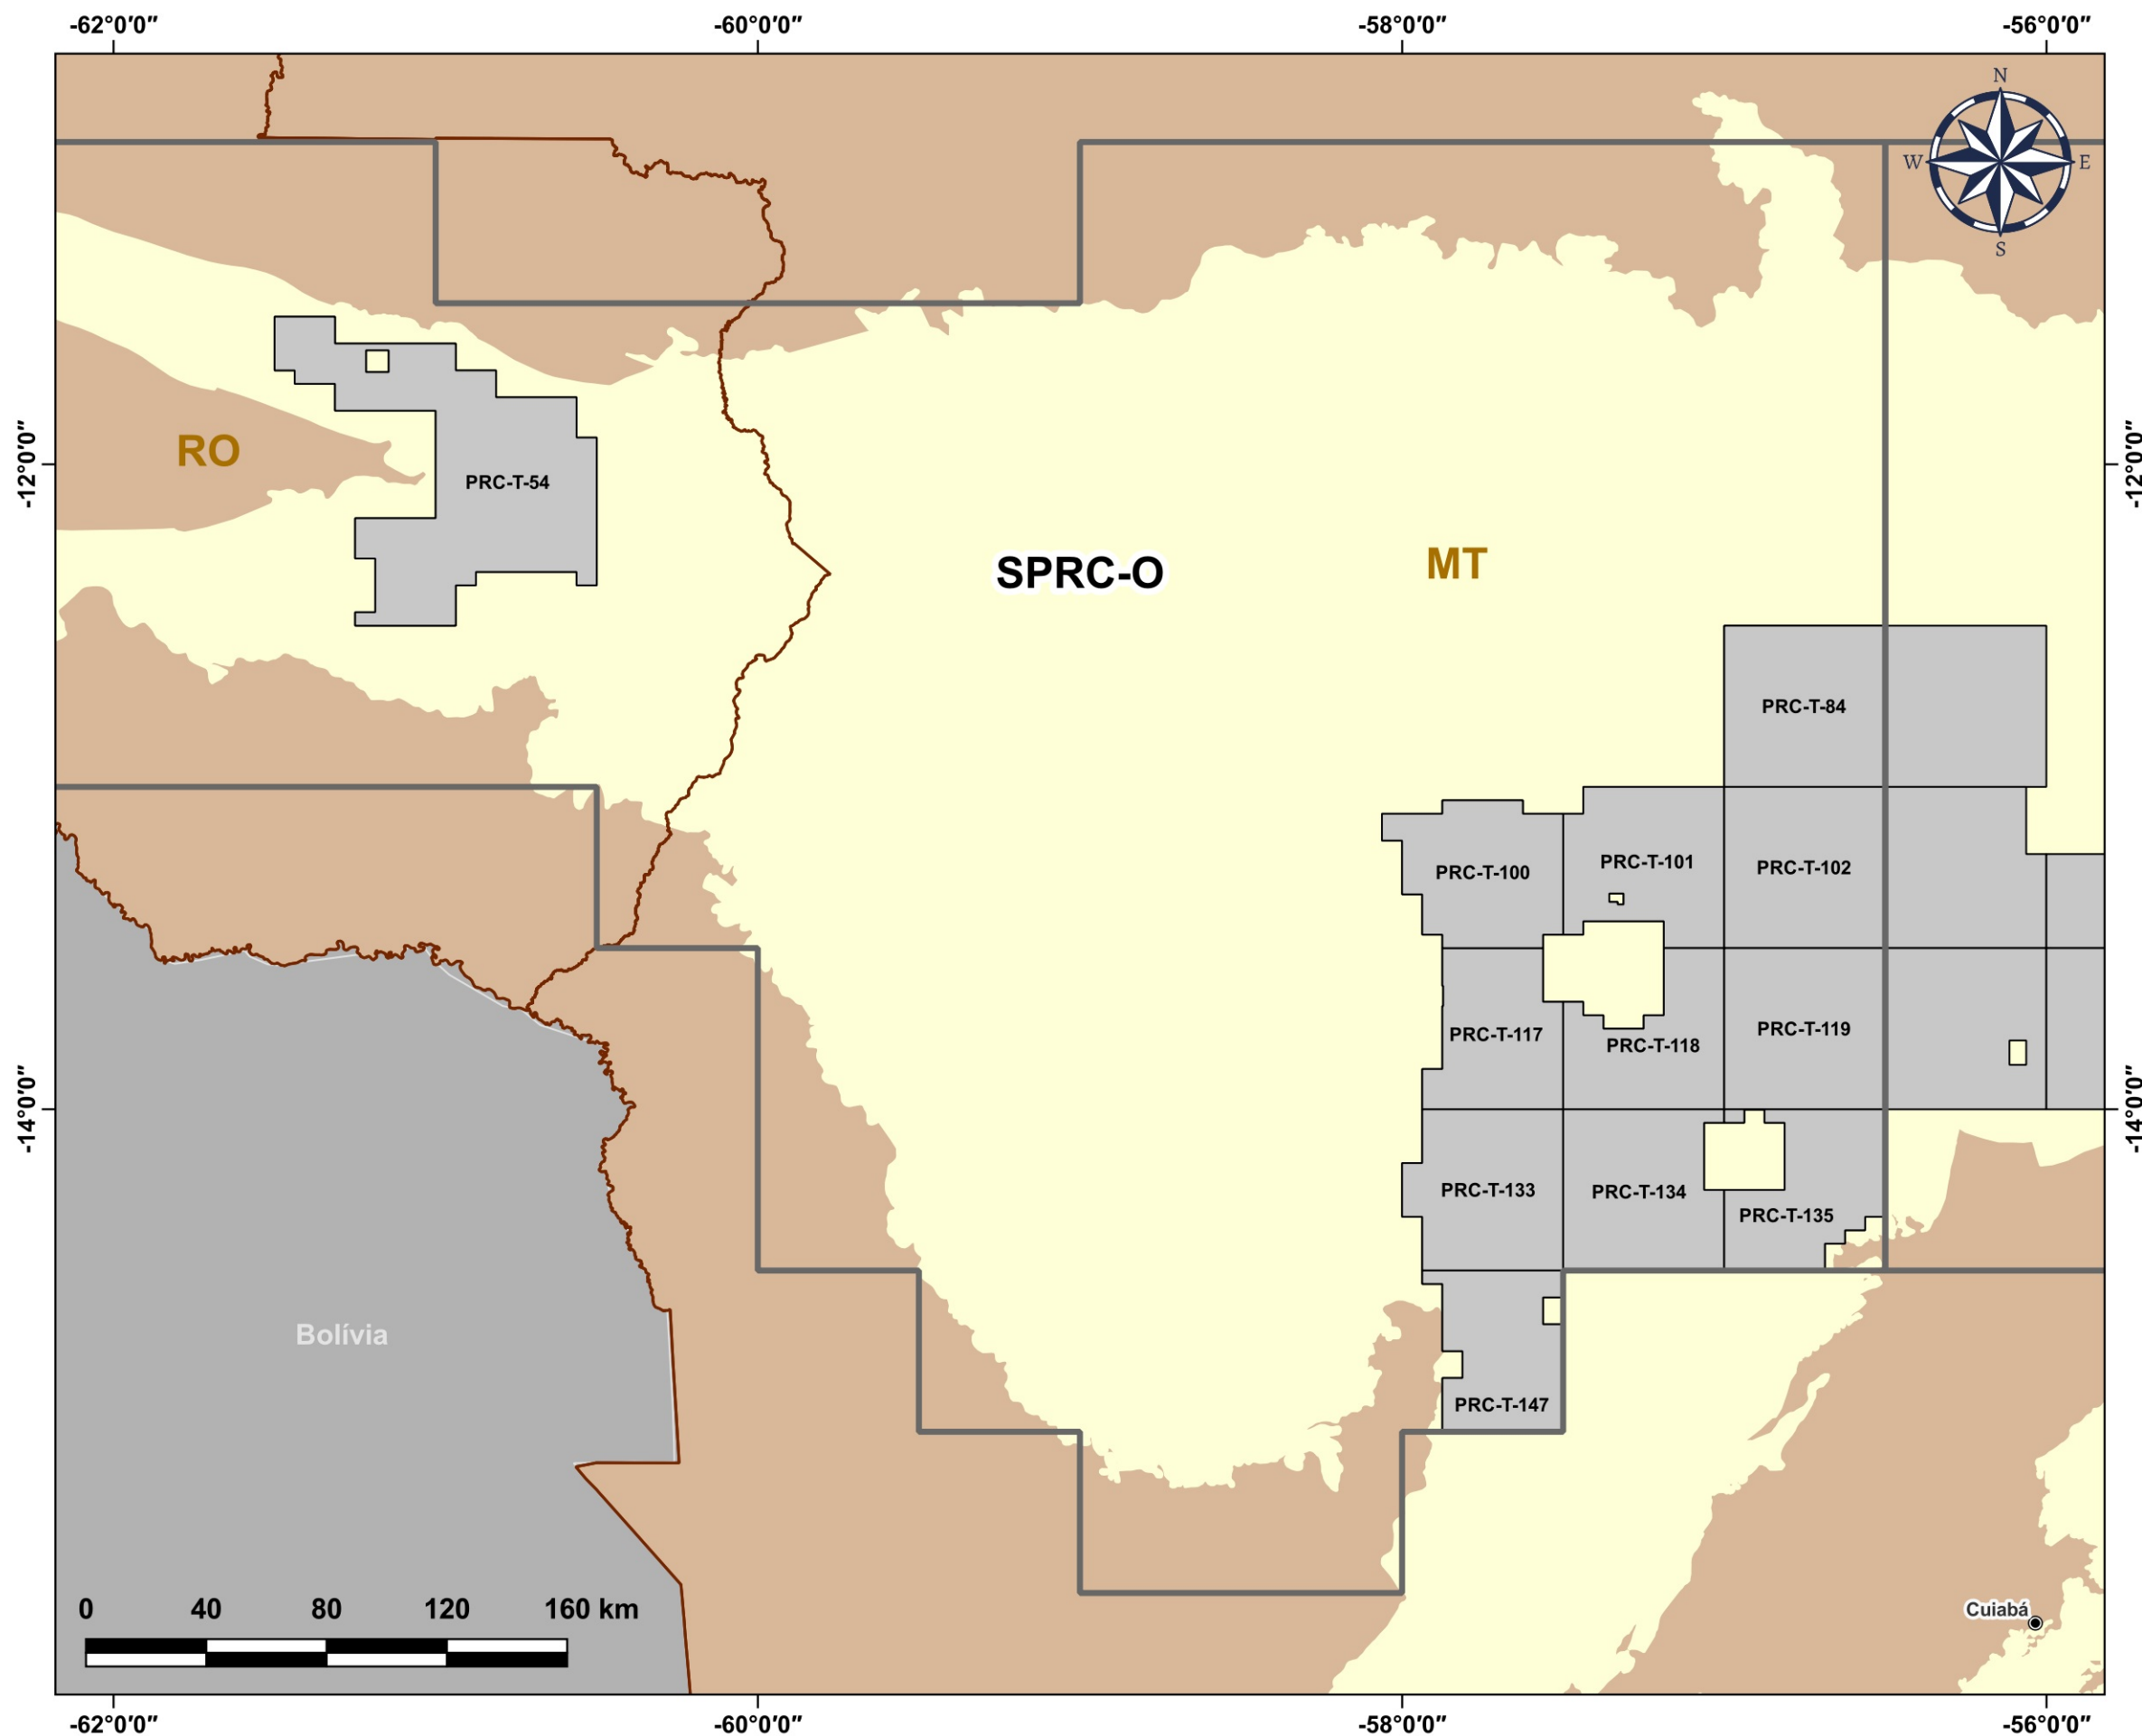 -62°0'0" -60°0'0" -58°0'0" -56°0'0"
N
W E
S
-12°0'0" -12°0'0"
RO
PRC-T-54
SPRC-O
MT
PRC-T-84
PRC-T-100
PRC-T-101
PRC-T-102
PRC-T-117
PRC-T-118
PRC-T-119
-14°0'0" -14°0'0"
PRC-T-133
PRC-T-134
PRC-T-135
Bolívia
PRC-T-147
0 40 80 120 160 km
Cuiabá
-62°0'0" -60°0'0" -58°0'0" -56°0'0"